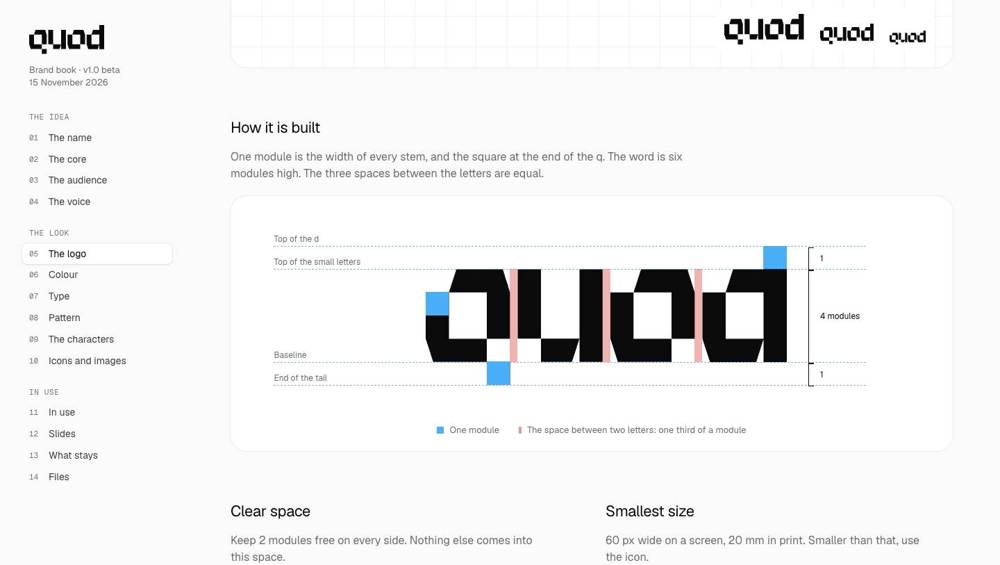 quod
Brand book · v1.0 beta
15 November 2026
THE IDEA
01 The name
02 The core
03 The audience
04 The voice
THE LOOK
05 The logo
06 Colour
07 Type
08 Pattern
09 The characters
10 Icons and images
IN USE
11 In use
12 Slides
13 What stays
14 Files
quod quod quod
How it is built
One module is the width of every stem, and the square at the end of the q. The word is six
modules high. The three spaces between the letters are equal.
Top of the d
1
Top of the small letters
quod
4 modules
Baseline
1
End of the tail
One module
The space between two letters: one third of a module
Clear space
Keep 2 modules free on every side. Nothing else comes into
this space.
Smallest size
60 px wide on a screen, 20 mm in print. Smaller than that, use
the icon.